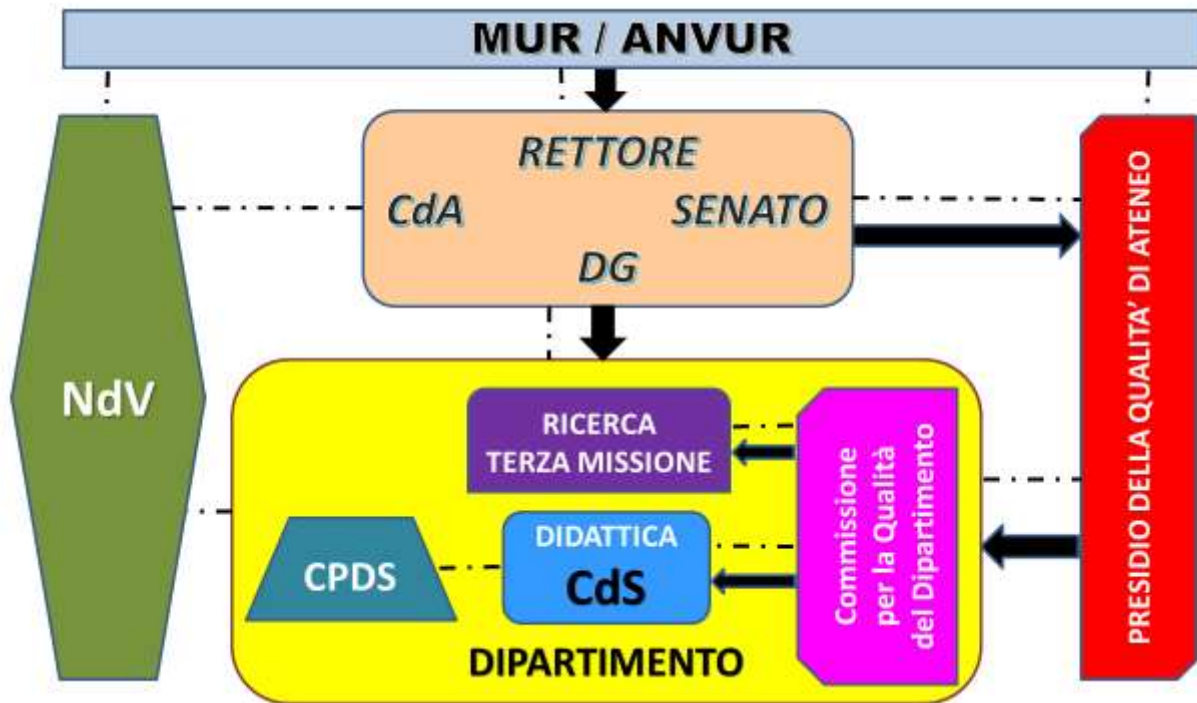 MUR / ANVUR
RETTORE
CdA
SENATO
DG
NdV
RICERCA
TERZA MISSIONE
DIDATTICA
CdS
CPDS
DIPARTIMENTO
Commissione
per la Qualità
del Dipartimento
PRESIDIO DELLA QUALITA’ DI ATENEO